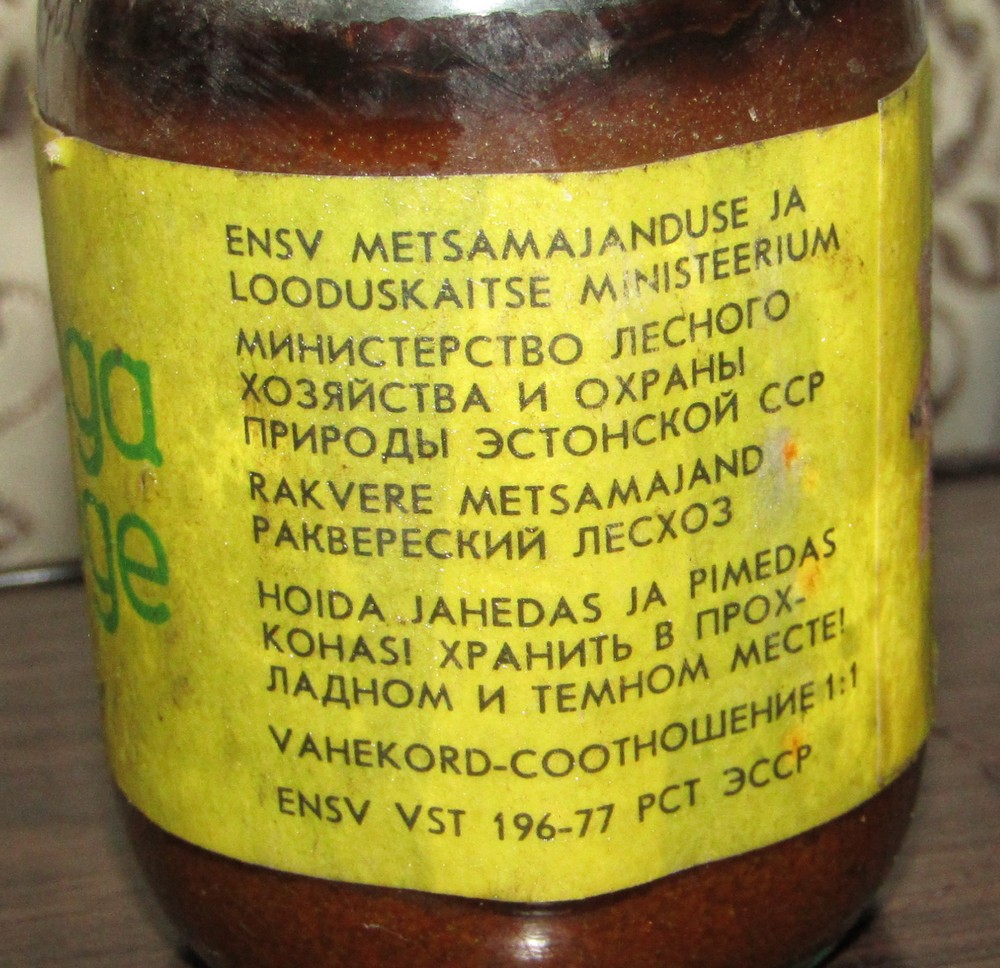 ENSV METSAMAJANDUSE JA
LOODUSKAITSE MINISTEERIUM
МИНИСТЕРСТВО ЛЕСНОГО
ХОЗЯЙСТВА И ОХРАНЫ
ПРИРОДЫ ЭСТОНСКОЙ ССР
RAKVERE METSAMAJAND
РАКВЕРЕСКИЙ ЛЕСХОЗ
HOIDA JAHEDAS JA PIMEDAS
KOHAS! ХРАНИТЬ В ПРОХ-
ЛАДНОМ И ТЕМНОМ МЕСТЕ!
VAHEKORD-СООТНОШЕНИЕ 1:1
ENSV VST 196-77 РСТ ЭССР